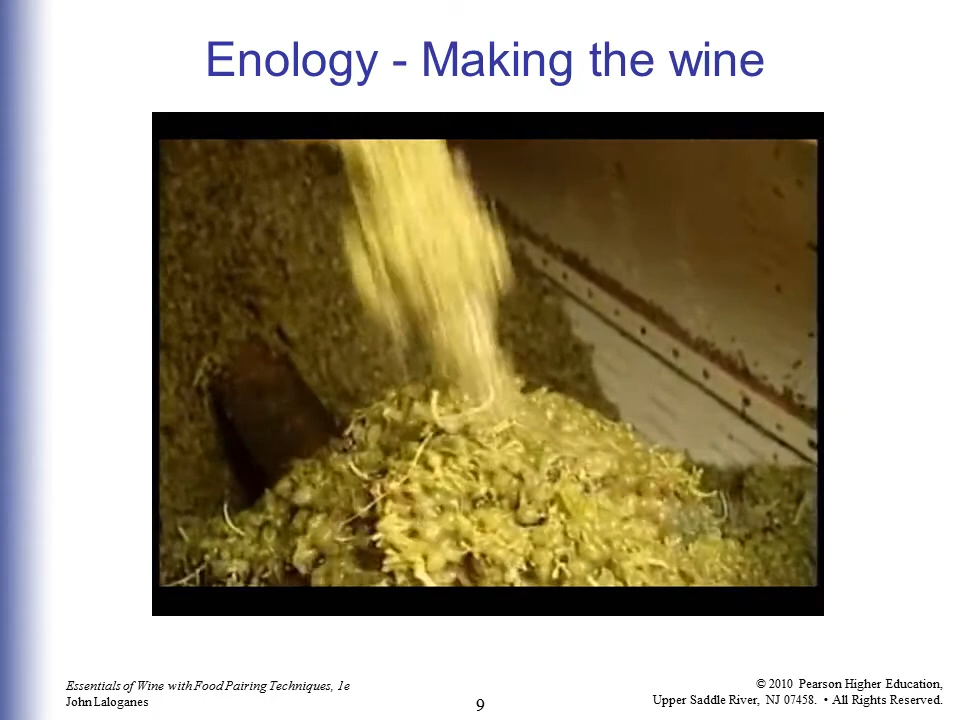 Enology - Making the wine
Essentials of Wine with Food Pairing Techniques, 1e
John Laloganes
9
© 2010 Pearson Higher Education,
Upper Saddle River, NJ 07458. • All Rights Reserved.